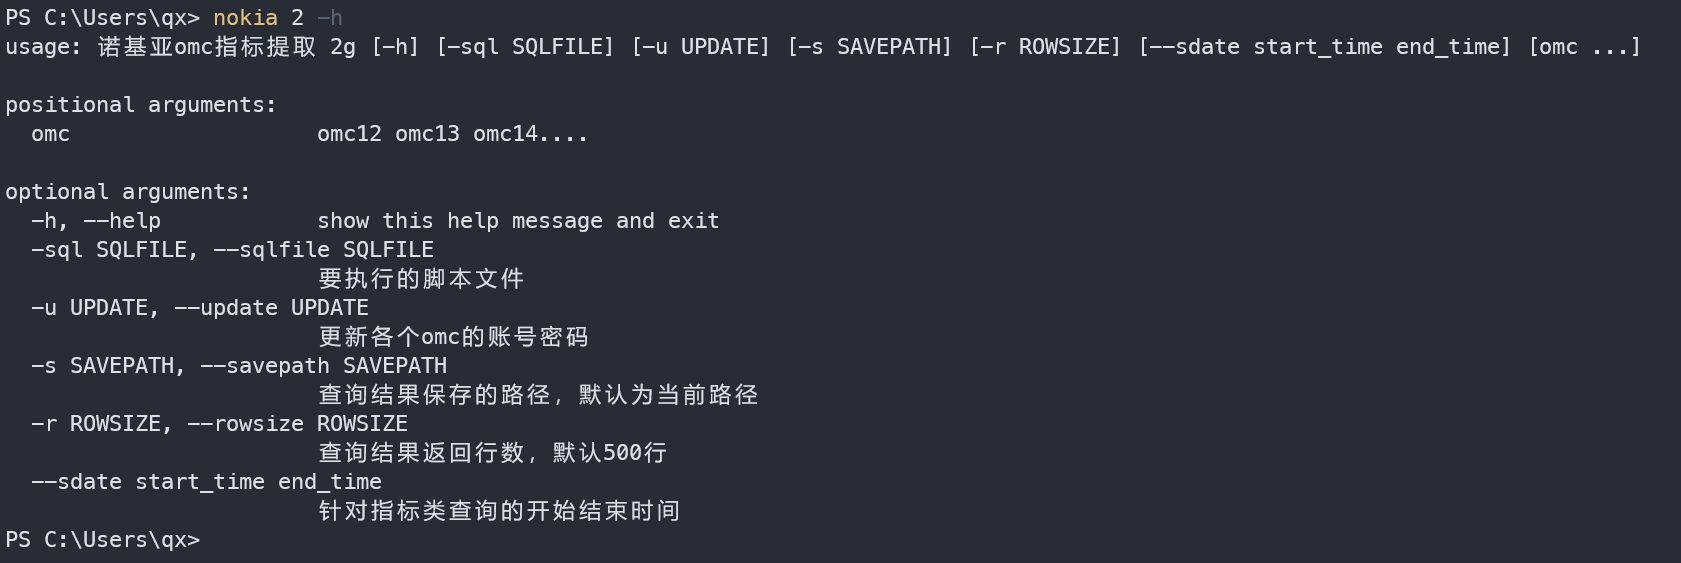 PS C:\Users\qx> nokia 2 -h
usage: 诺基亚omc指标提取 2g [-h] [-sql SQLFILE] [-u UPDATE] [-s SAVEPATH] [-r ROWSIZE] [--sdate start_time end_time] [omc ...]
positional arguments:
omc omc12 omc13 omc14....
optional arguments:
-h, --help show this help message and exit
-sql SQLFILE, --sqlfile SQLFILE
要执行的脚本文件
-u UPDATE, --update UPDATE
更新各个omc的账号密码
-s SAVEPATH, --savepath SAVEPATH
查询结果保存的路径，默认为当前路径
-r ROWSIZE, --rowsize ROWSIZE
查询结果返回行数，默认500行
--sdate start_time end_time
针对指标类查询的开始结束时间
PS C:\Users\qx>